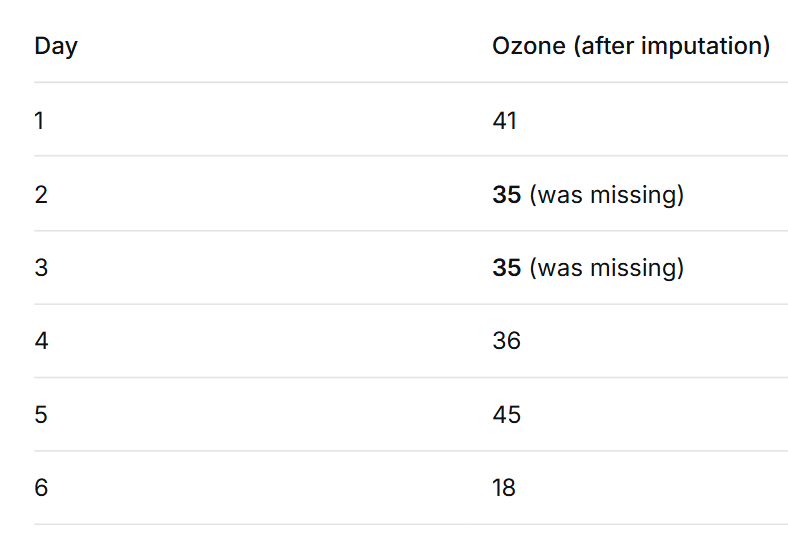 Day Ozone (after imputation)
1 41
2 35 (was missing)
3 35 (was missing)
4 36
5 45
6 18